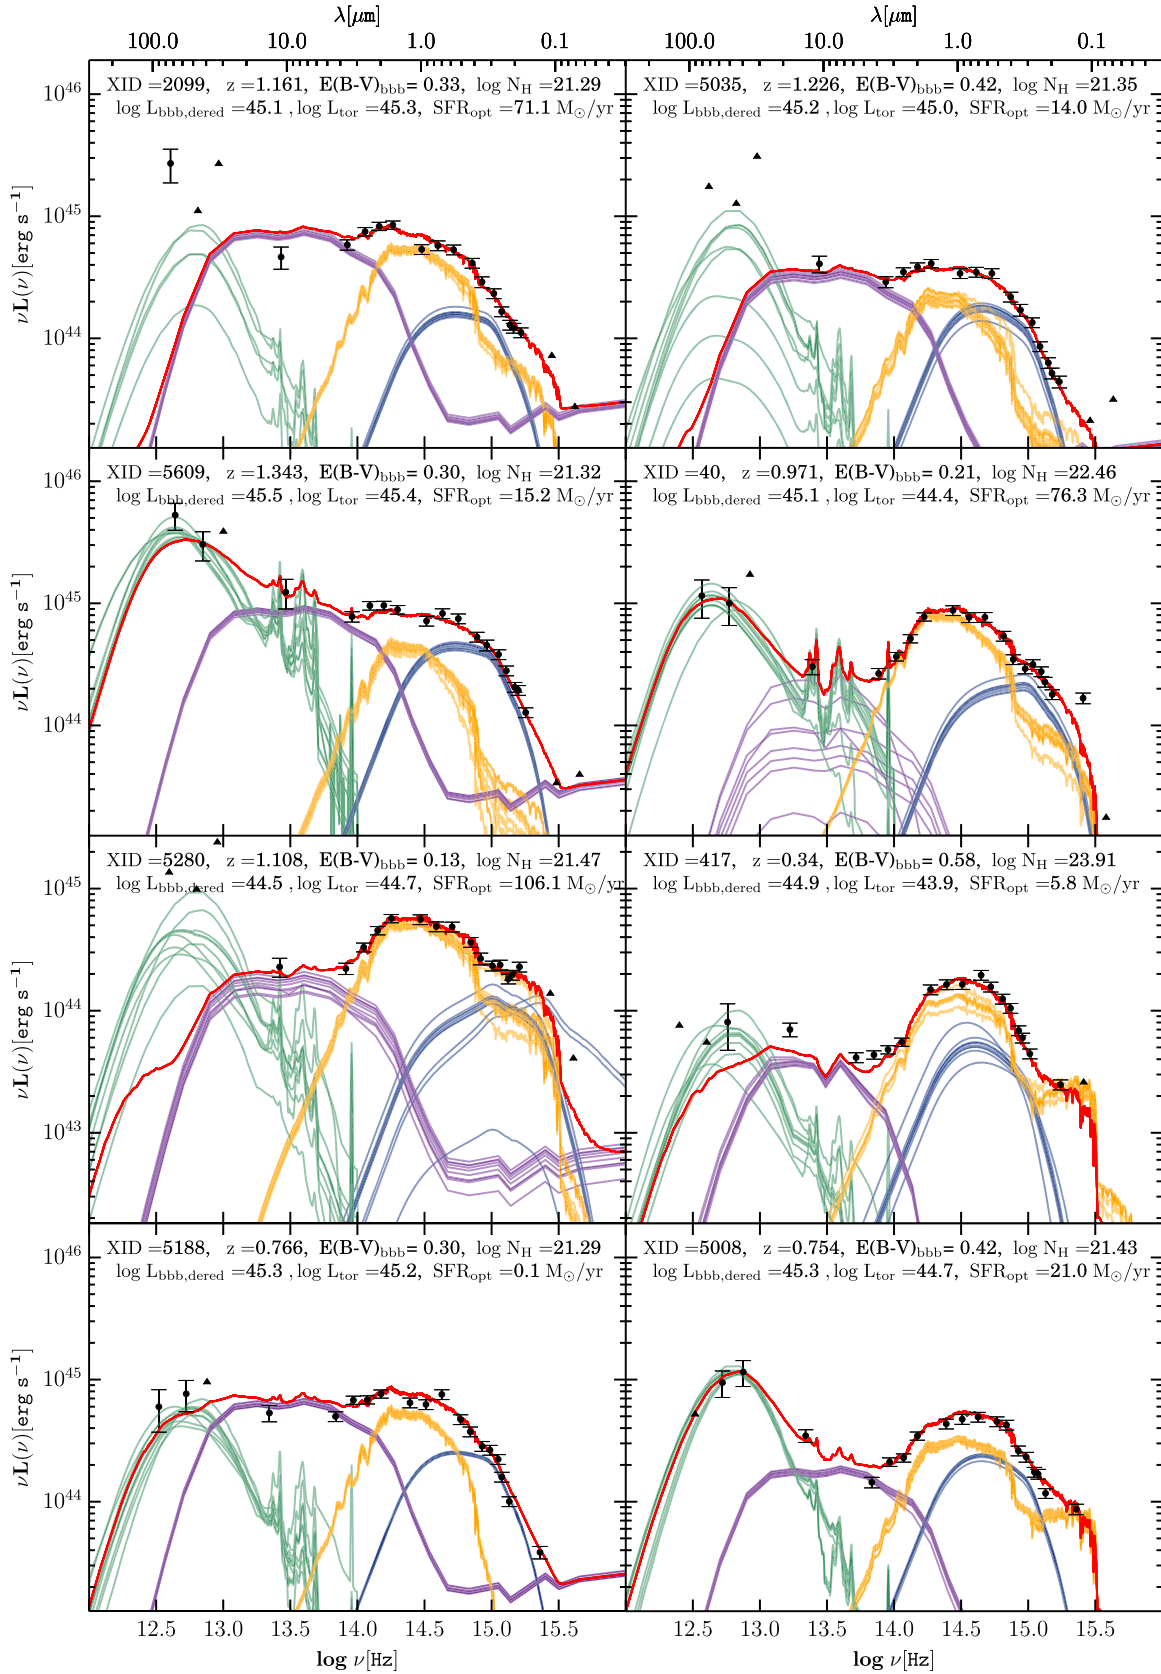 λ[μm]
λ[μm]
100.0 10.0 1.0 0.1
100.0 10.0 1.0 0.1
XID =2099, z =1.161, E(B-V)bbb= 0.33, log NH =21.29
log Lbbb,dered =45.1 , log Ltor =45.3, SFRopt =71.1 M⊙/yr
XID =5035, z =1.226, E(B-V)bbb= 0.42, log NH =21.35
log Lbbb,dered =45.2 , log Ltor =45.0, SFRopt =14.0 M⊙/yr
10^46
10^45
10^44
νL(ν)[erg s^−1]
XID =5609, z =1.343, E(B-V)bbb= 0.30, log NH =21.32
log Lbbb,dered =45.5 , log Ltor =45.4, SFRopt =15.2 M⊙/yr
XID =40, z =0.971, E(B-V)bbb= 0.21, log NH =22.46
log Lbbb,dered =45.1 , log Ltor =44.4, SFRopt =76.3 M⊙/yr
10^46
10^45
10^44
νL(ν)[erg s^−1]
XID =5280, z =1.108, E(B-V)bbb= 0.13, log NH =21.47
log Lbbb,dered =44.5 , log Ltor =44.7, SFRopt =106.1 M⊙/yr
XID =417, z =0.34, E(B-V)bbb= 0.58, log NH =23.91
log Lbbb,dered =44.9 , log Ltor =43.9, SFRopt =5.8 M⊙/yr
10^45
10^44
10^43
νL(ν)[erg s^−1]
XID =5188, z =0.766, E(B-V)bbb= 0.30, log NH =21.29
log Lbbb,dered =45.3 , log Ltor =45.2, SFRopt =0.1 M⊙/yr
XID =5008, z =0.754, E(B-V)bbb= 0.42, log NH =21.43
log Lbbb,dered =45.3 , log Ltor =44.7, SFRopt =21.0 M⊙/yr
10^46
10^45
10^44
νL(ν)[erg s^−1]
12.5 13.0 13.5 14.0 14.5 15.0
12.5 13.0 13.5 14.0 14.5 15.0 15.5
log ν[Hz]
log ν[Hz]